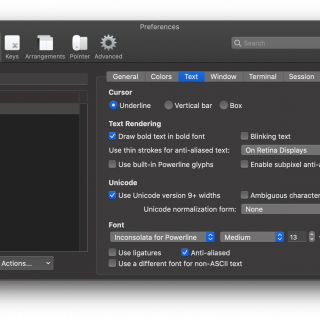 Preferences
Keys Arrangements Pointer Advanced
Search
General Colors Text Window Terminal Session
Cursor
Underline Vertical bar Box
Text Rendering
Draw bold text in bold font Blinking text
Use thin strokes for anti-aliased text: On Retina Displays
Use built-in Powerline glyphs Enable subpixel anti-a
Unicode
Use Unicode version 9+ widths Ambiguous character
Unicode normalization form: None
Font
Inconsolata for Powerline Medium 13
Use ligatures Anti-aliased
Use a different font for non-ASCII text
Actions...